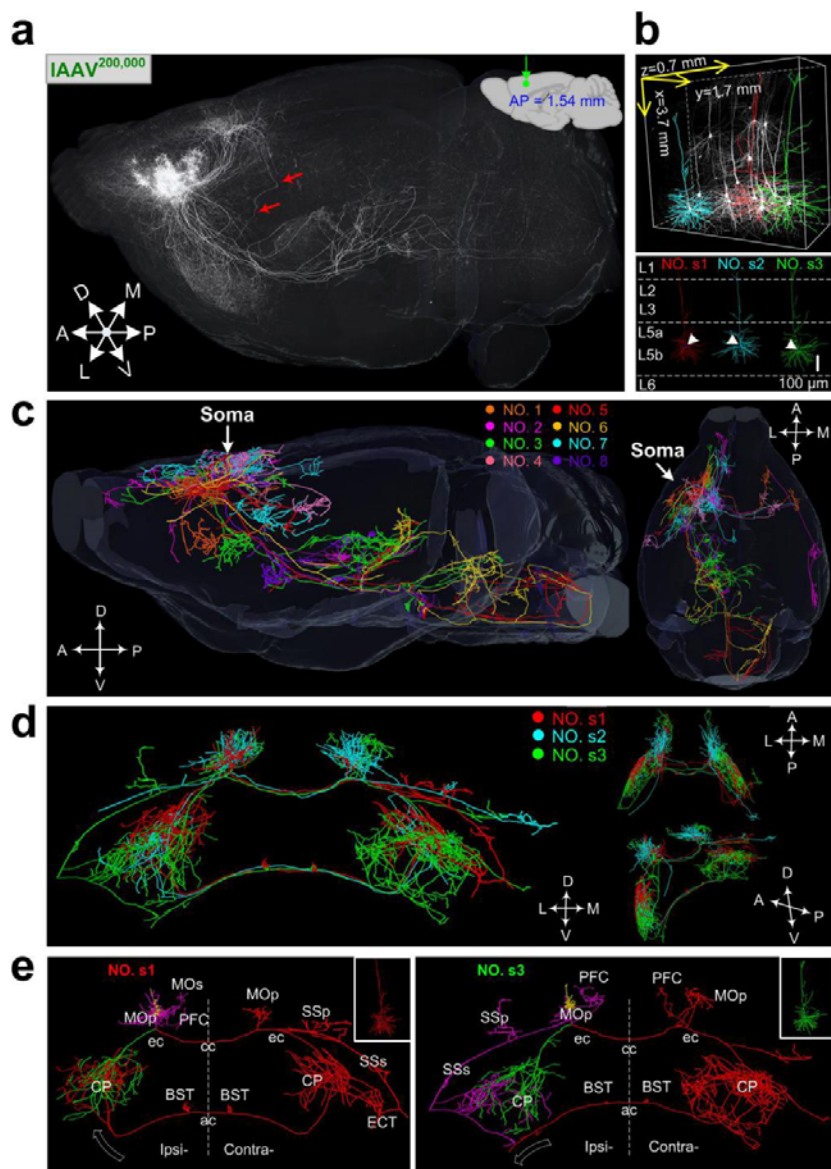 a
IAAV200,000
AP = 1.54 mm
D M
A P
L V
b
z=0.7 mm
y=1.7 mm
x=3.7 mm
L1 NO. s1 NO. s2 NO. s3
L2
L3
L5a
L5b
L6 100 µm
c
Soma
NO. 1 NO. 5
NO. 2 NO. 6
NO. 3 NO. 7
NO. 4 NO. 8
D
A P
V
Soma
A
L M
P
d
NO. s1
NO. s2
NO. s3
D
L M
V
A
L M
P
D
A P
V
e
NO. s1
MOs
MOp PFC
MOp
SSp
ec cc ec
SSs
CP CP
BST BST
ECT
ac
Ipsi- Contra-
NO. s3
PFC PFC
SSp MOp MOp
ec cc ec
SSs
CP CP
BST BST
ac
Ipsi- Contra-